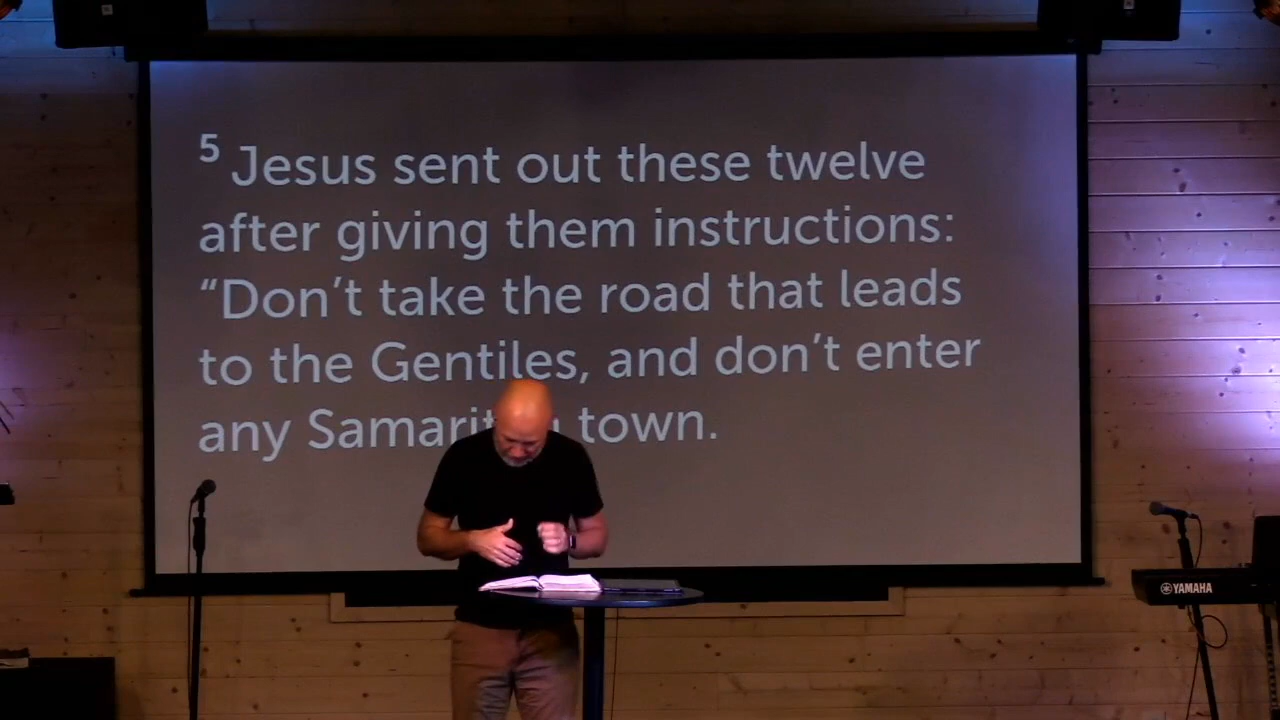 5 Jesus sent out these twelve
after giving them instructions:
“Don’t take the road that leads
to the Gentiles, and don’t enter
any town.
YAMAHA